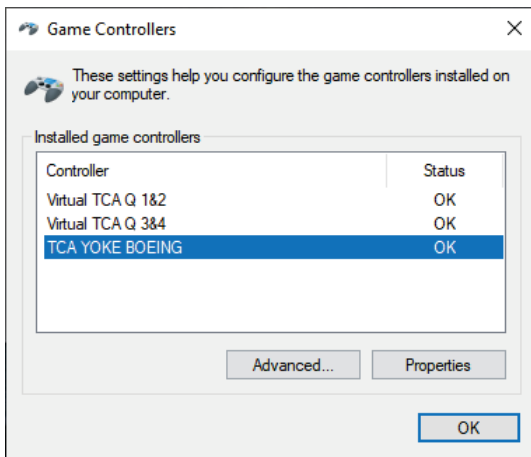 Game Controllers
These settings help you configure the game controllers installed on
your computer.
Installed game controllers
Controller Status
Virtual TCA Q 1&2 OK
Virtual TCA Q 3&4 OK
TCA YOKE BOEING OK
Advanced... Properties
OK